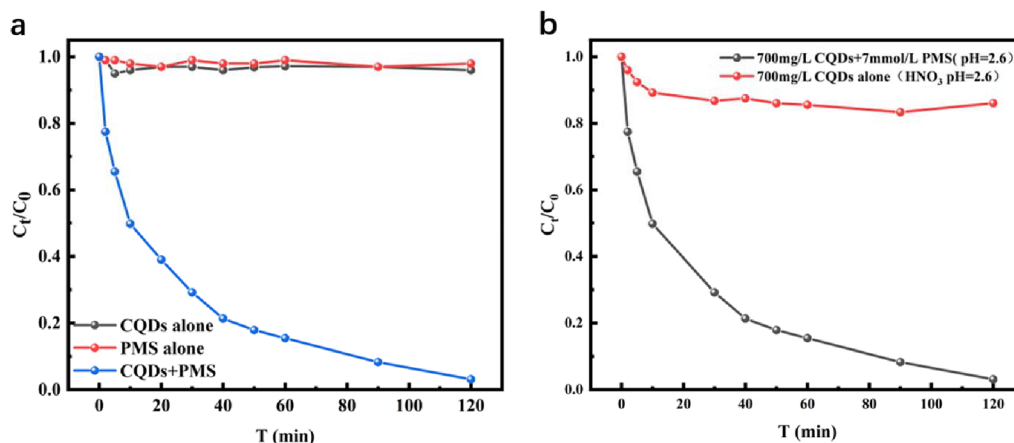 a
1.0
0.8
0.6
0.4
0.2
0.0
Ct/C0
CQDs alone
PMS alone
CQDs+PMS
0 20 40 60 80 100 120
T (min)
b
1.0
0.8
0.6
0.4
0.2
0.0
Ct/C0
700mg/L CQDs+7mmol/L PMS( pH=2.6)
700mg/L CQDs alone (HNO3 pH=2.6)
0 20 40 60 80 100 120
T (min)